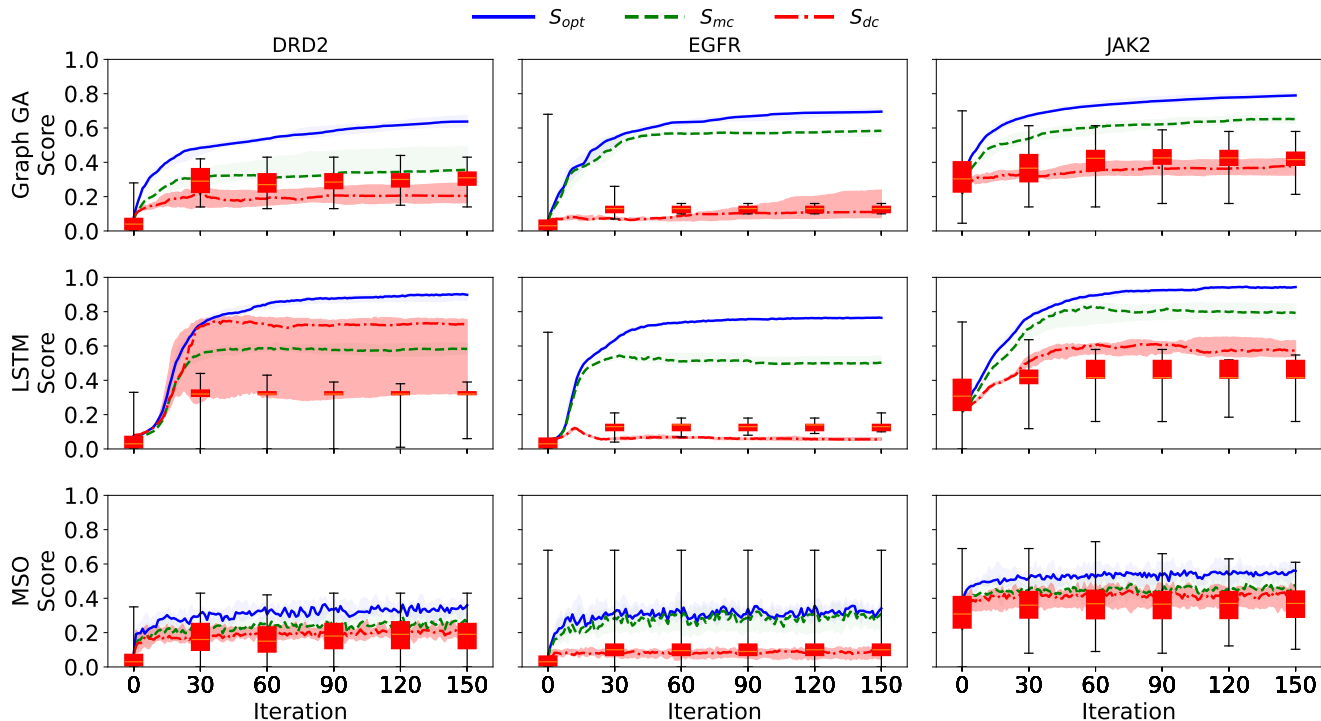 S_opt S_mc S_dc
DRD2 EGFR JAK2
Graph GA
Score
1.0
0.8
0.6
0.4
0.2
0.0
LSTM
Score
1.0
0.8
0.6
0.4
0.2
0.0
MSO
Score
1.0
0.8
0.6
0.4
0.2
0.0
0 30 60 90 120 150 0 30 60 90 120 150 0 30 60 90 120 150
Iteration Iteration Iteration